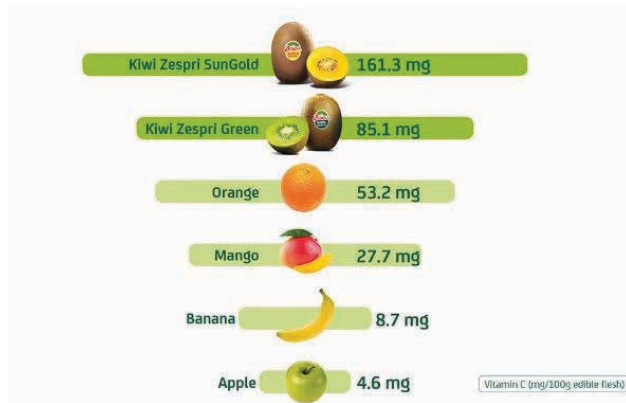 Kiwi Zespri SunGold 161.3 mg
Kiwi Zespri Green 85.1 mg
Orange 53.2 mg
Mango 27.7 mg
Banana 8.7 mg
Apple 4.6 mg
Vitamin C (mg/100g edible flesh)